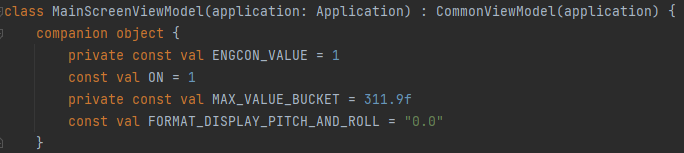 class MainScreenViewModel(application: Application) : CommonViewModel(application) {
companion object {
private const val ENGCON_VALUE = 1
const val ON = 1
private const val MAX_VALUE_BUCKET = 311.9f
const val FORMAT_DISPLAY_PITCH_AND_ROLL = "0.0"
}